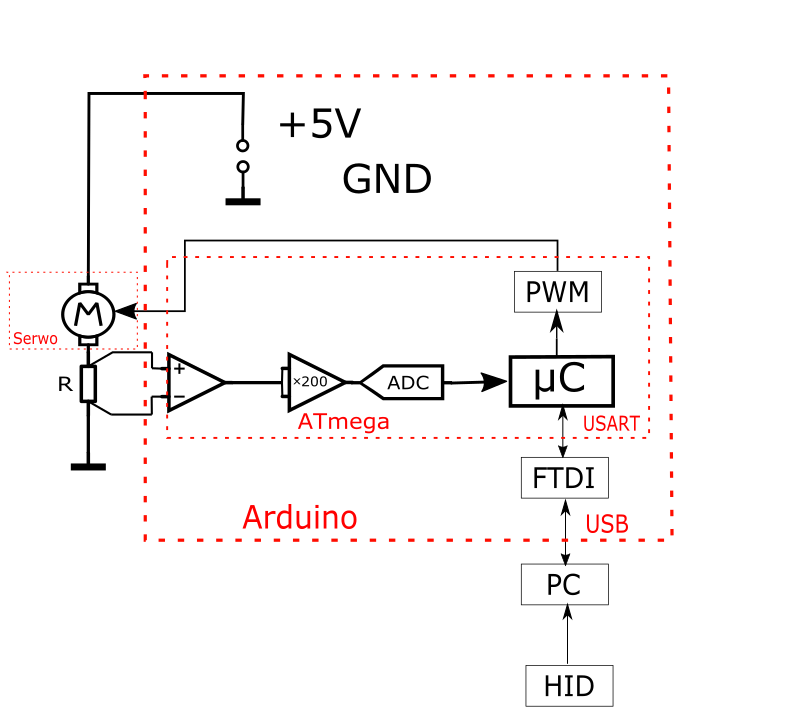 +5V
GND
PWM
M
Serwo
R
+
−
×200
ADC
µC
ATmega
USART
FTDI
Arduino
USB
PC
HID